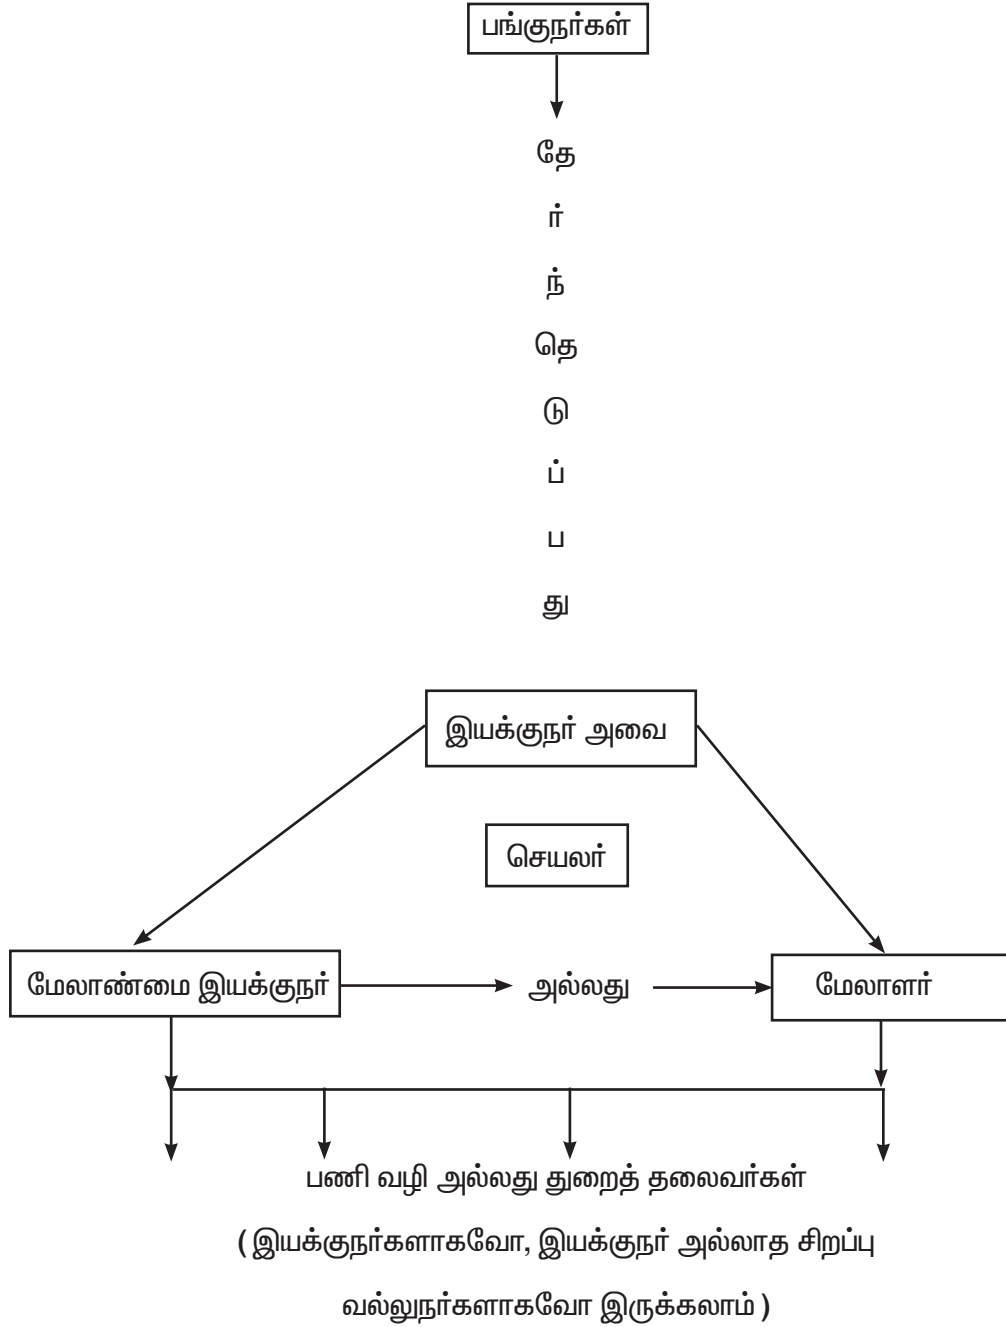 பங்குநர்கள்
தே
ர்
ந்
தெ
டு
ப்
ப
து
இயக்குநர் அவை
செயலர்
மேலாண்மை இயக்குநர்
அல்லது
மேலாளர்
பணி வழி அல்லது துறைத் தலைவர்கள்
( இயக்குநர்களாகவோ, இயக்குநர் அல்லாத சிறப்பு
வல்லுநர்களாகவோ இருக்கலாம் )